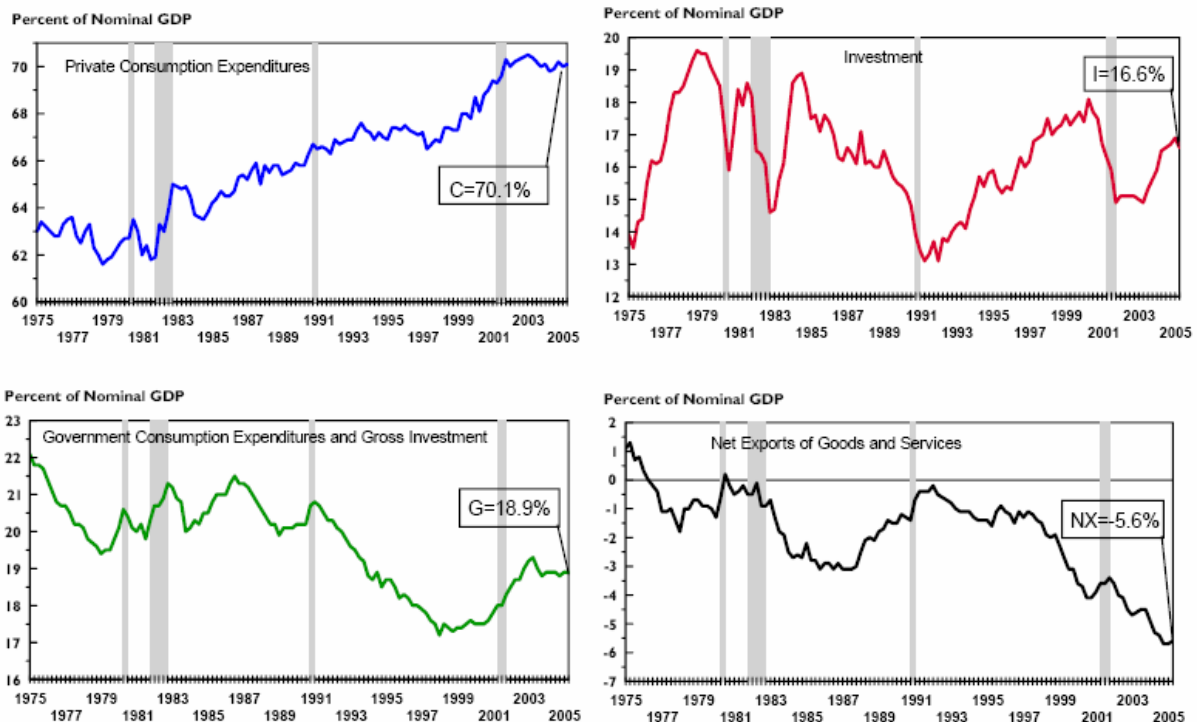 Percent of Nominal GDP
Private Consumption Expenditures
70
68
66
64
62
60
C=70.1%
1975 1979 1983 1987 1991 1995 1999 2003
1977 1981 1985 1989 1993 1997 2001 2005
Percent of Nominal GDP
Investment
20
19
18
17
16
15
14
13
12
I=16.6%
1975 1979 1983 1987 1991 1995 1999 2003
1977 1981 1985 1989 1993 1997 2001 2005
Percent of Nominal GDP
Government Consumption Expenditures and Gross Investment
23
22
21
20
19
18
17
16
G=18.9%
1975 1979 1983 1987 1991 1995 1999 2003
1977 1981 1985 1989 1993 1997 2001 2005
Percent of Nominal GDP
Net Exports of Goods and Services
2
1
0
-1
-2
-3
-4
-5
-6
-7
NX=-5.6%
1975 1979 1983 1987 1991 1995 1999 2003
1977 1981 1985 1989 1993 1997 2001 2005